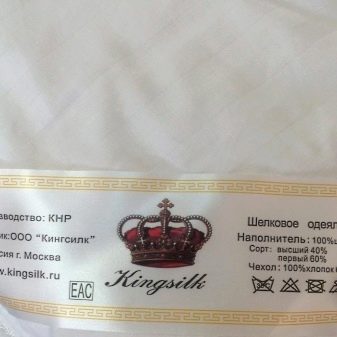 зводство: КНР
ик:ООО "Кингсилк"
сия г. Москва
w.kingsilk.ru
EAC
Kingsilk
Шелковое одеял
Наполнитель: 100%ш
Сорт: высший 40%
первый 60%
Чехол: 100%хлопок